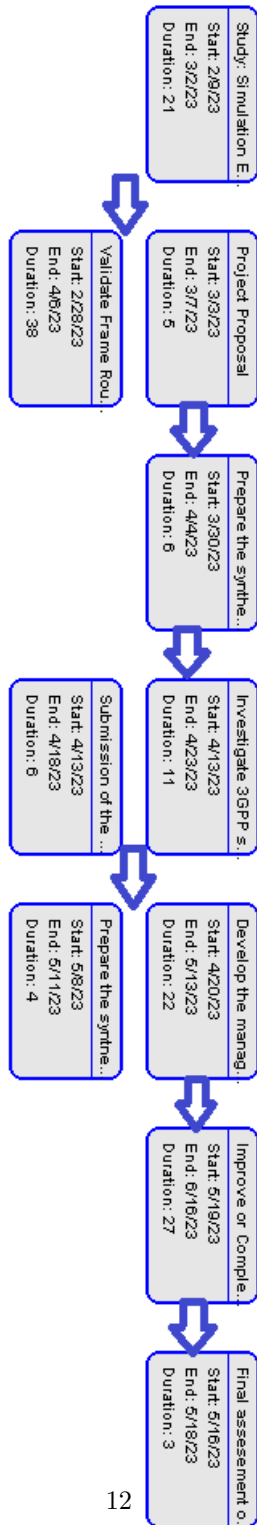 Study: Simulation E...
Start: 2/9/23
End: 3/2/23
Duration: 21
Project Proposal
Start: 3/3/23
End: 3/7/23
Duration: 5
Validate Frame Rou...
Start: 2/28/23
End: 4/6/23
Duration: 38
Prepare the synthe...
Start: 3/30/23
End: 4/4/23
Duration: 6
Investigate 3GPP s...
Start: 4/13/23
End: 4/23/23
Duration: 11
Submission of the ...
Start: 4/13/23
End: 4/18/23
Duration: 6
Develop the manag...
Start: 4/20/23
End: 5/13/23
Duration: 22
Prepare the syntne...
Start: 5/8/23
End: 5/11/23
Duration: 4
Improve or Comple...
Start: 5/19/23
End: 6/16/23
Duration: 27
Final assesement o...
Start: 5/16/23
End: 5/18/23
Duration: 3
12